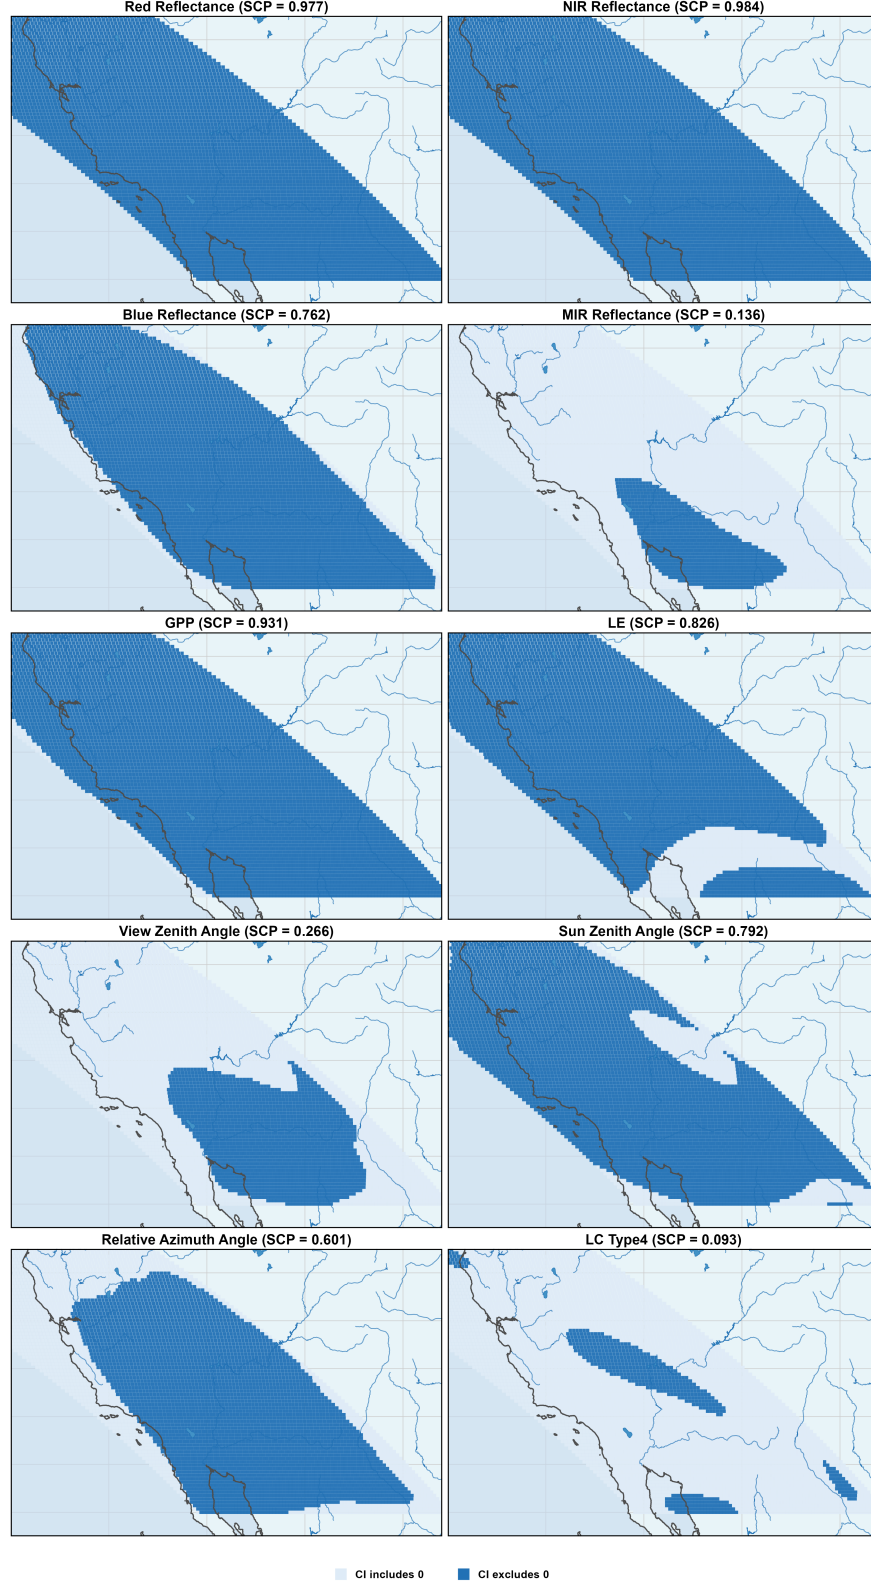 Red Reflectance (SCP = 0.977)
NIR Reflectance (SCP = 0.984)
Blue Reflectance (SCP = 0.762)
MIR Reflectance (SCP = 0.136)
GPP (SCP = 0.931)
LE (SCP = 0.826)
View Zenith Angle (SCP = 0.266)
Sun Zenith Angle (SCP = 0.792)
Relative Azimuth Angle (SCP = 0.601)
LC Type4 (SCP = 0.093)
CI includes 0
CI excludes 0